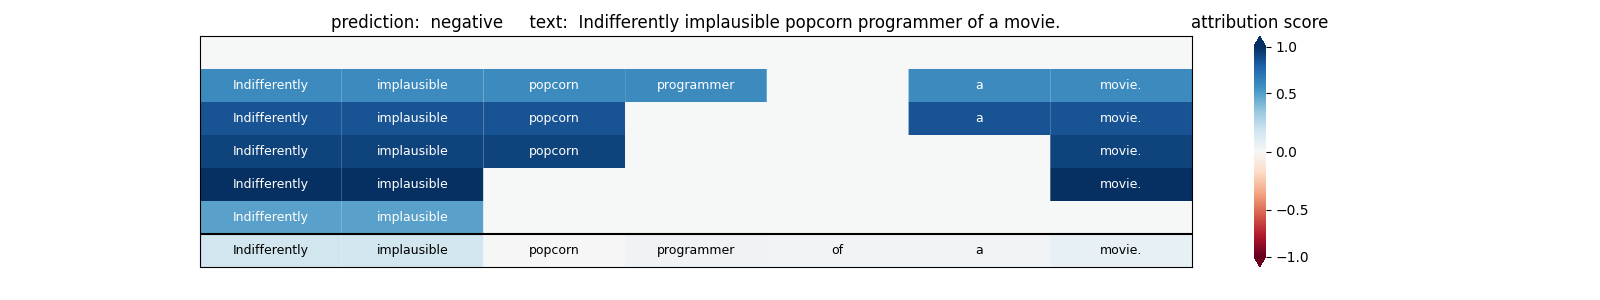 prediction:  negative     text:  Indifferently implausible popcorn programmer of a movie.     attribution score
Indifferently implausible popcorn programmer a movie.
Indifferently implausible popcorn a movie.
Indifferently implausible popcorn movie.
Indifferently implausible movie.
Indifferently implausible
Indifferently implausible popcorn programmer of a movie.
1.0
0.5
0.0
−0.5
−1.0